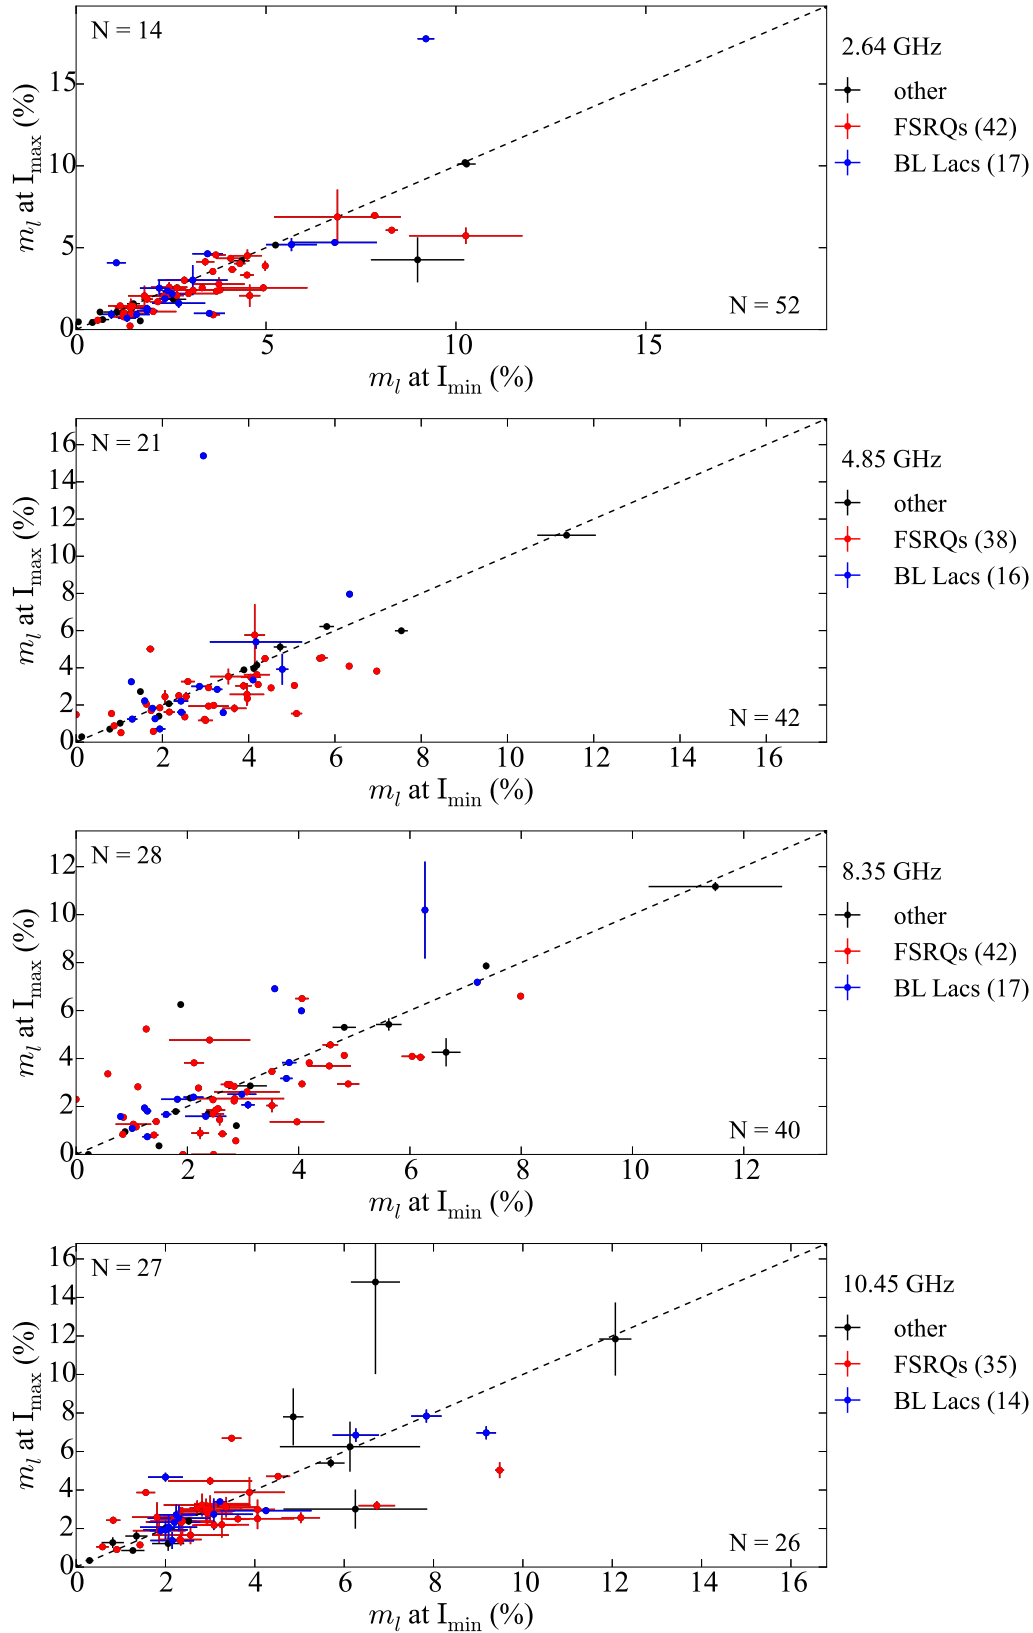 N = 14
15
10
5
0
m_l at I_max (%)
N = 52
0
5
10
15
m_l at I_min (%)
2.64 GHz
other
FSRQs (42)
BL Lacs (17)
N = 21
16
14
12
10
8
6
4
2
0
m_l at I_max (%)
N = 42
0
2
4
6
8
10
12
14
16
m_l at I_min (%)
4.85 GHz
other
FSRQs (38)
BL Lacs (16)
N = 28
12
10
8
6
4
2
0
m_l at I_max (%)
N = 40
0
2
4
6
8
10
12
m_l at I_min (%)
8.35 GHz
other
FSRQs (42)
BL Lacs (17)
N = 27
16
14
12
10
8
6
4
2
0
m_l at I_max (%)
N = 26
0
2
4
6
8
10
12
14
16
m_l at I_min (%)
10.45 GHz
other
FSRQs (35)
BL Lacs (14)